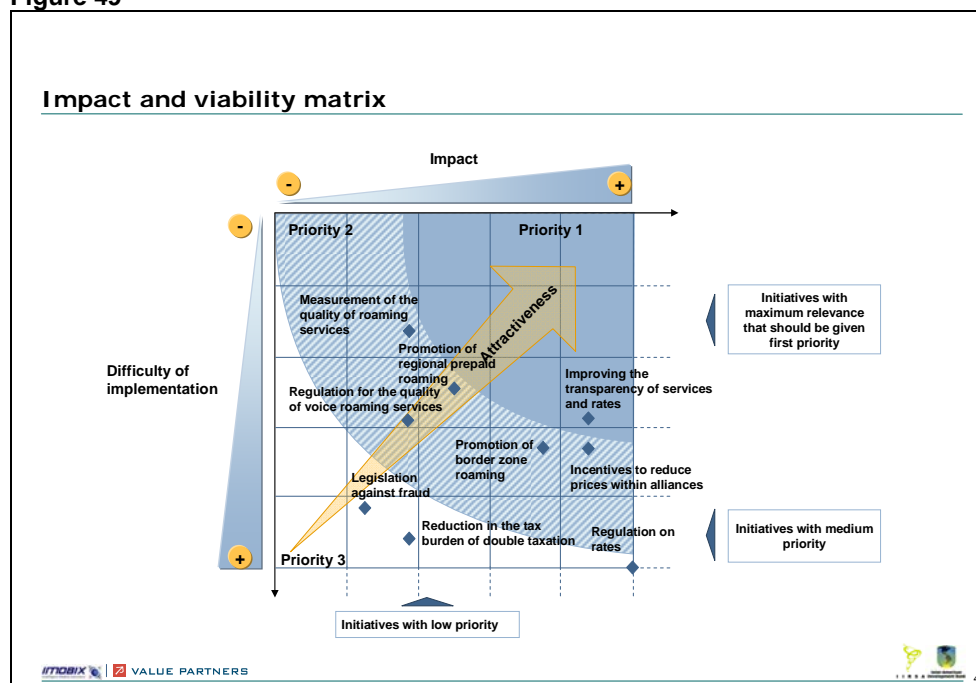 Figure 45
Impact and viability matrix
Impact
-
+
-
Priority 2
Priority 1
Measurement of the
quality of roaming
services
Attractiveness
Initiatives with
maximum relevance
that should be given
first priority
Promotion of
regional prepaid
roaming
Difficulty of
implementation
Improving the
transparency of services
and rates
Regulation for the quality
of voice roaming services
Promotion of
border zone
roaming
Incentives to reduce
prices within alliances
Legislation
against fraud
Reduction in the tax
burden of double taxation
Regulation on
rates
Initiatives with medium
priority
+
Priority 3
Initiatives with low priority
imobix
VALUE PARTNERS
I I R S A